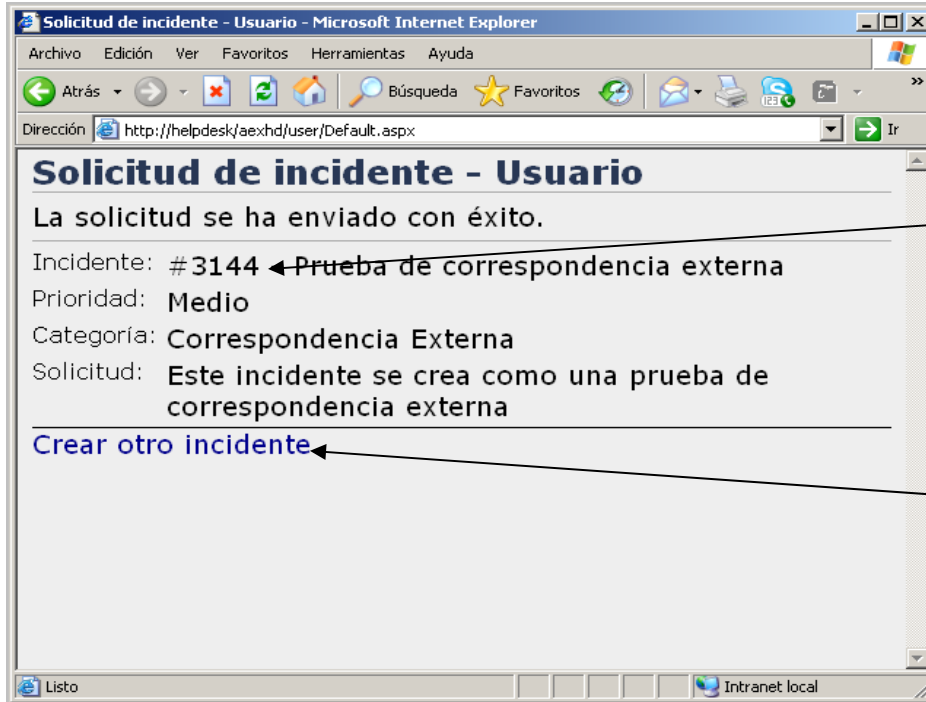 Solicitud de incidente - Usuario - Microsoft Internet Explorer
Archivo Edición Ver Favoritos Herramientas Ayuda
Atrás Búsqueda Favoritos »
Dirección http://helpdesk/aexhd/user/Default.aspx Ir
Solicitud de incidente - Usuario
La solicitud se ha enviado con éxito.
Incidente: #3144 - Prueba de correspondencia externa
Prioridad: Medio
Categoría: Correspondencia Externa
Solicitud: Este incidente se crea como una prueba de
correspondencia externa
Crear otro incidente
Listo Intranet local